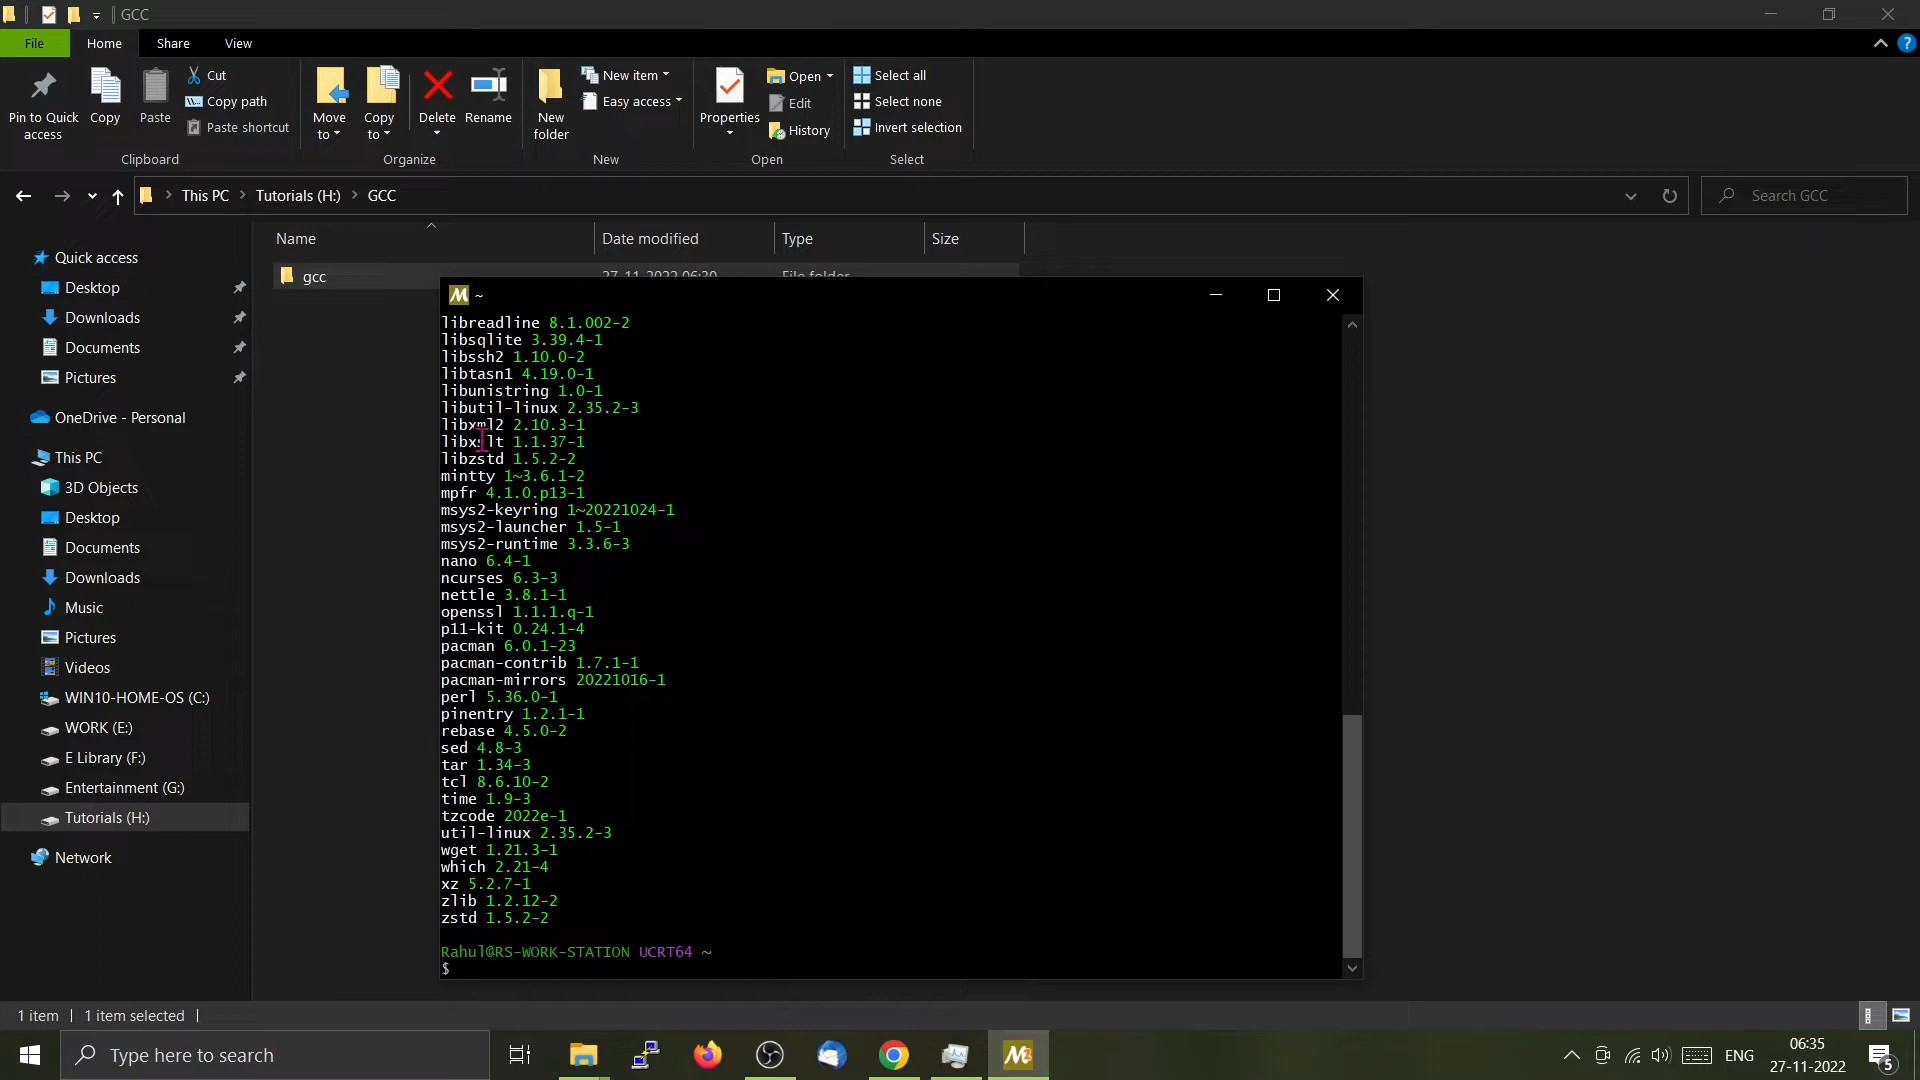 GCC
File
Home
Share
View
Pin to Quick access
Copy
Paste
Cut
Copy path
Paste shortcut
Clipboard
Move to
Copy to
Delete
Rename
Organize
New folder
New item
Easy access
New
Properties
Open
Edit
History
Open
Select all
Select none
Invert selection
Select
This PC
Tutorials (H:)
GCC
Search GCC
Name
Date modified
Type
Size
gcc
27-11-2022 06:30
File folder
Quick access
Desktop
Downloads
Documents
Pictures
OneDrive - Personal
This PC
3D Objects
Desktop
Documents
Downloads
Music
Pictures
Videos
WIN10-HOME-OS (C:)
WORK (E:)
E Library (F:)
Entertainment (G:)
Tutorials (H:)
Network
~
libreadline 8.1.002-2
libsqlite 3.39.4-1
libssh2 1.10.0-2
libtasn1 4.19.0-1
libunistring 1.0-1
libutil-linux 2.35.2-3
libxml2 2.10.3-1
libxslt 1.1.37-1
libzstd 1.5.2-2
mintty 1~3.6.1-2
mpfr 4.1.0.p13-1
msys2-keyring 1~20221024-1
msys2-launcher 1.5-1
msys2-runtime 3.3.6-3
nano 6.4-1
ncurses 6.3-3
nettle 3.8.1-1
openssl 1.1.1.q-1
p11-kit 0.24.1-4
pacman 6.0.1-23
pacman-contrib 1.7.1-1
pacman-mirrors 20221016-1
perl 5.36.0-1
pinentry 1.2.1-1
rebase 4.5.0-2
sed 4.8-3
tar 1.34-3
tcl 8.6.10-2
time 1.9-3
tzcode 2022e-1
util-linux 2.35.2-3
wget 1.21.3-1
which 2.21-4
xz 5.2.7-1
zlib 1.2.12-2
zstd 1.5.2-2
Rahul@RS-WORK-STATION UCRT64 ~
$
1 item
1 item selected
Type here to search
ENG
06:35
27-11-2022
5